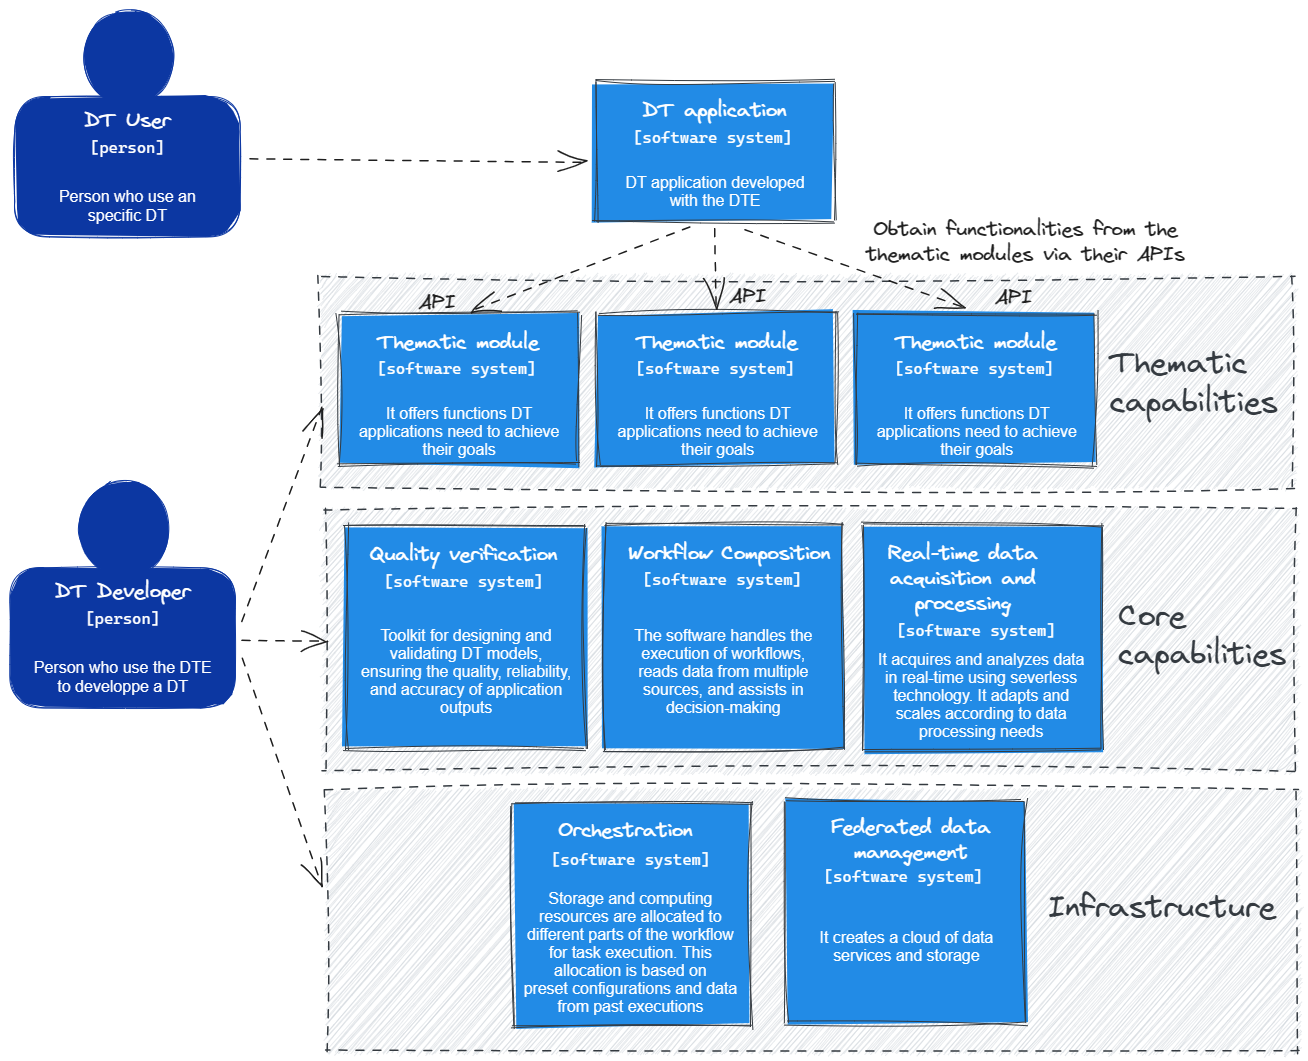 DT User
[person]
Person who use an
specific DT
DT application
[software system]
DT application developed
with the DTE
Obtain functionalities from the
thematic modules via their APIs
API
API
API
Thematic module
[software system]
It offers functions DT
applications need to achieve
their goals
Thematic module
[software system]
It offers functions DT
applications need to achieve
their goals
Thematic module
[software system]
It offers functions DT
applications need to achieve
their goals
Thematic
capabilities
DT Developer
[person]
Person who use the DTE
to developpe a DT
Quality verification
[software system]
Toolkit for designing and
validating DT models,
ensuring the quality, reliability,
and accuracy of application
outputs
Workflow Composition
[software system]
The software handles the
execution of workflows,
reads data from multiple
sources, and assists in
decision-making
Real-time data
acquisition and
processing
[software system]
It acquires and analyzes data
in real-time using severless
technology. It adapts and
scales according to data
processing needs
Core
capabilities
Orchestration
[software system]
Storage and computing
resources are allocated to
different parts of the workflow
for task execution. This
allocation is based on
preset configurations and data
from past executions
Federated data
management
[software system]
It creates a cloud of data
services and storage
Infrastructure